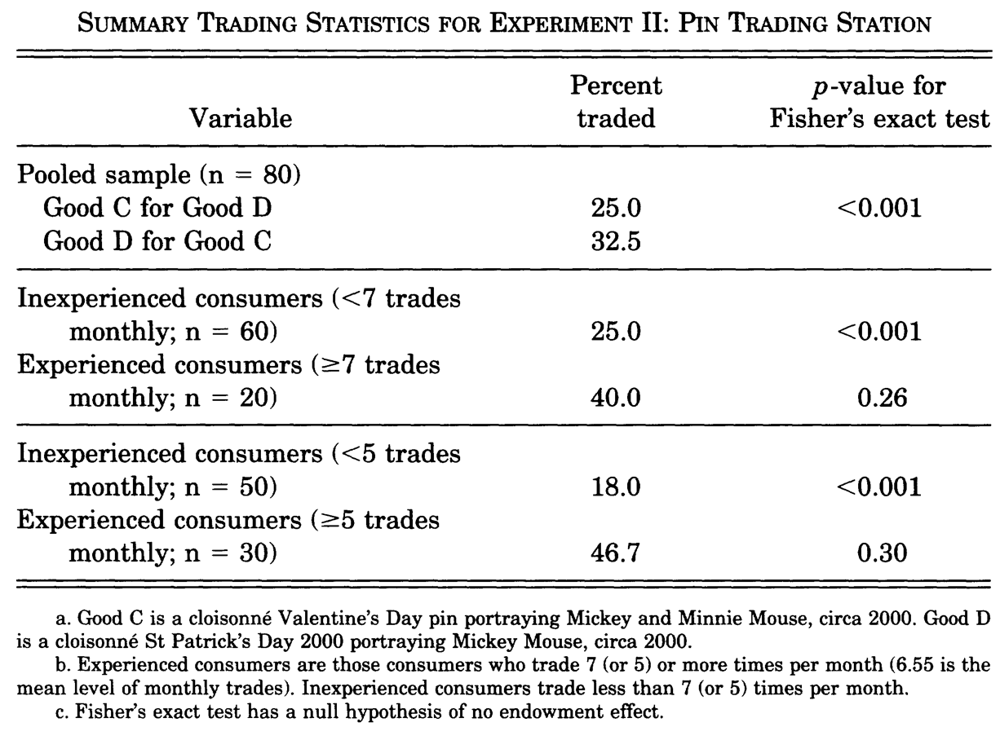 SUMMARY TRADING STATISTICS FOR EXPERIMENT II: PIN TRADING STATION
Variable Percent traded p-value for Fisher's exact test
Pooled sample (n = 80)
Good C for Good D 25.0 <0.001
Good D for Good C 32.5
Inexperienced consumers (<7 trades
monthly; n = 60) 25.0 <0.001
Experienced consumers (≥7 trades
monthly; n = 20) 40.0 0.26
Inexperienced consumers (<5 trades
monthly; n = 50) 18.0 <0.001
Experienced consumers (≥5 trades
monthly; n = 30) 46.7 0.30
a. Good C is a cloisonné Valentine's Day pin portraying Mickey and Minnie Mouse, circa 2000. Good D
is a cloisonné St Patrick's Day 2000 portraying Mickey Mouse, circa 2000.
b. Experienced consumers are those consumers who trade 7 (or 5) or more times per month (6.55 is the
mean level of monthly trades). Inexperienced consumers trade less than 7 (or 5) times per month.
c. Fisher's exact test has a null hypothesis of no endowment effect.